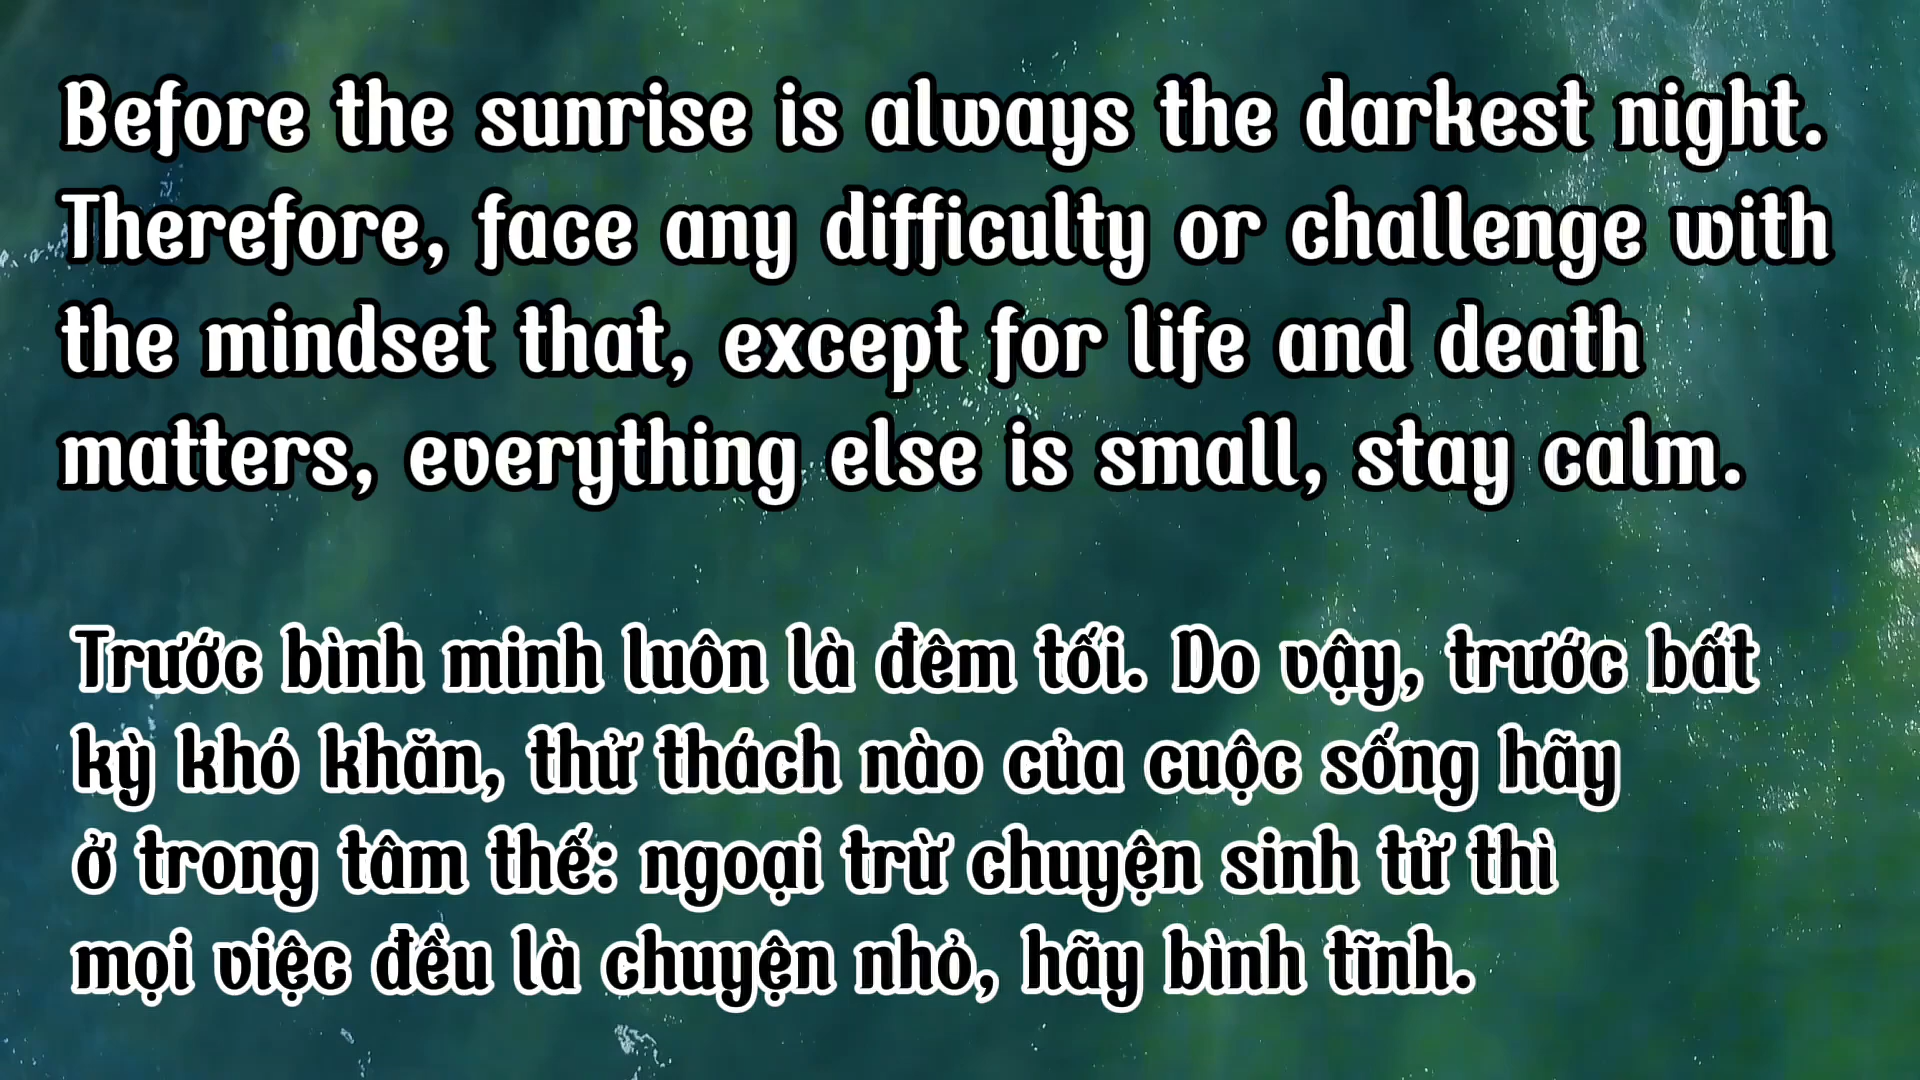 Before the sunrise is always the darkest night.
Therefore, face any difficulty or challenge with
the mindset that, except for life and death
matters, everything else is small, stay calm.
Trước bình minh luôn là đêm tối. Do vậy, trước bất
kỳ khó khăn, thử thách nào của cuộc sống hãy
ở trong tâm thế: ngoại trừ chuyện sinh tử thì
mọi việc đều là chuyện nhỏ, hãy bình tĩnh.